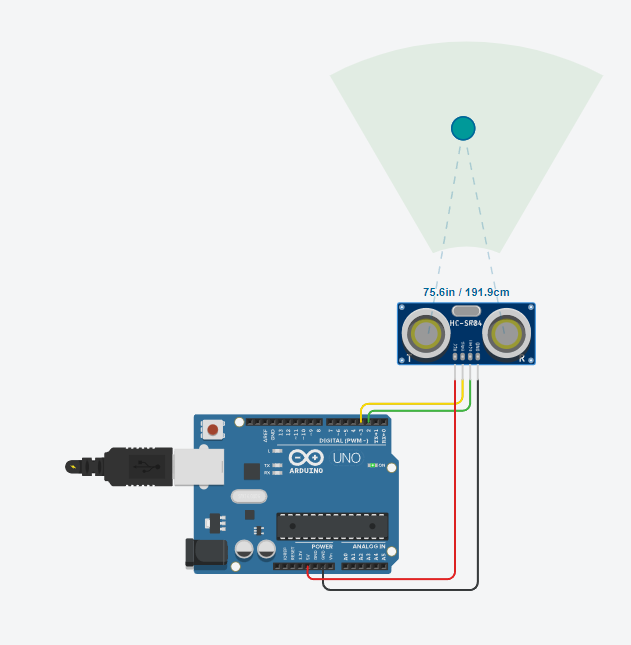 75.6in / 191.9cm
HC-SR04
T R
VCC TRIG ECHO GND
AREF GND 13 12 ~11 ~10 ~9 8 7 ~6 ~5 4 ~3 2 TX→1 RX←0
DIGITAL (PWM ~)
L
TX
RX
UNO
ARDUINO
ON
POWER ANALOG IN
IOREF RESET 3.3V 5V GND GND Vin A0 A1 A2 A3 A4 A5